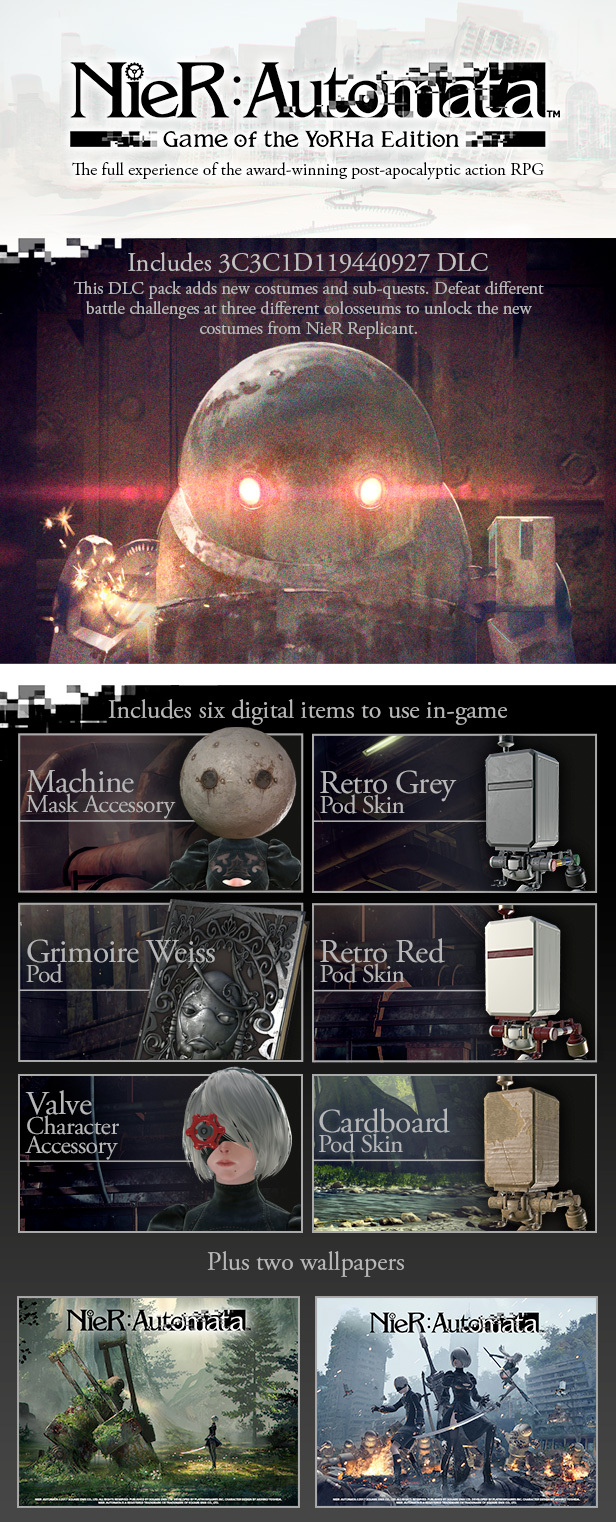 NieR:Automata™
Game of the YoRHa Edition
The full experience of the award-winning post-apocalyptic action RPG
Includes 3C3C1D119440927 DLC
This DLC pack adds new costumes and sub-quests. Defeat different
battle challenges at three different colosseums to unlock the new
costumes from NieR Replicant.
Includes six digital items to use in-game
Machine
Mask Accessory
Retro Grey
Pod Skin
Grimoire Weiss
Pod
Retro Red
Pod Skin
Valve
Character
Accessory
Cardboard
Pod Skin
Plus two wallpapers
NieR:Automata
NieR:Automata